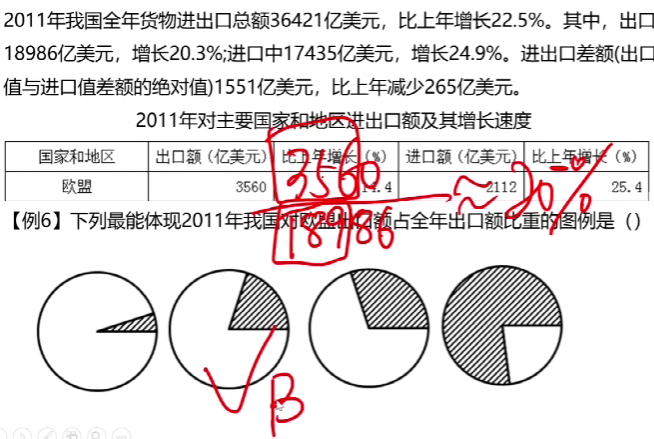 2011年我国全年货物进出口总额36421亿美元，比上年增长22.5%。其中，出口
18986亿美元，增长20.3%;进口中17435亿美元，增长24.9%。进出口差额(出口
值与进口值差额的绝对值)1551亿美元，比上年减少265亿美元。
2011年对主要国家和地区进出口额及其增长速度
国家和地区 出口额（亿美元） 比上年增长（%） 进口额（亿美元） 比上年增长（%）
欧盟 3560 14.4 2112 25.4
3560
18986
≈20%
【例6】下列最能体现2011年我国对欧盟出口额占全年出口额比重的图例是（）
B